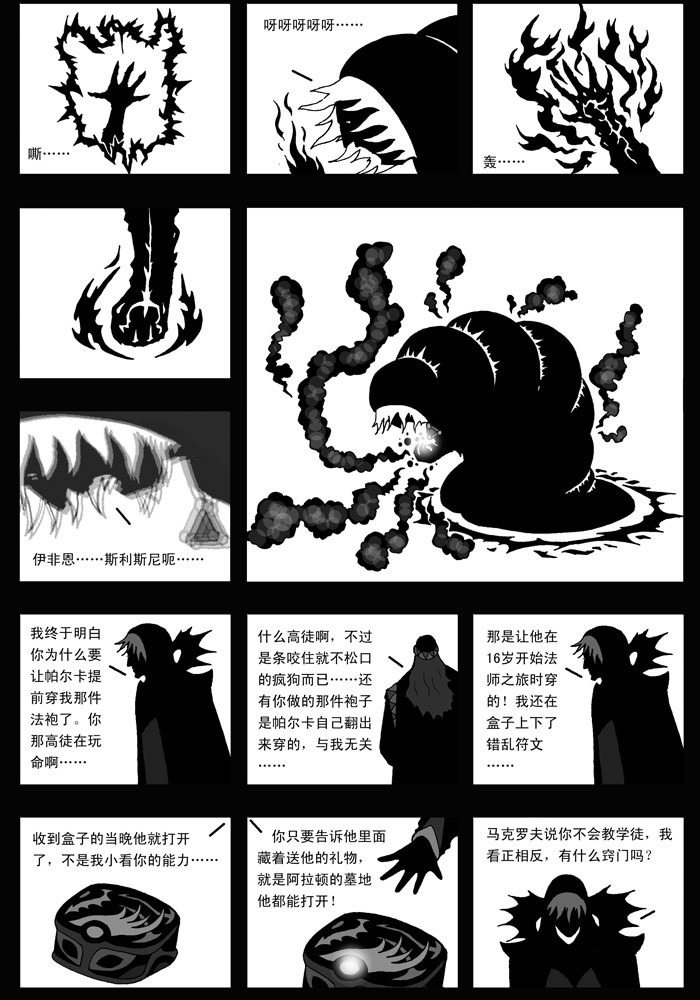 嘶……
呀呀呀呀呀……
轰……
伊非恩……斯利斯尼呃……
我终于明白
你为什么要
让帕尔卡提
前穿我那件
法袍了。你
那高徒在玩
命啊……
什么高徒啊，不过
是条咬住就不松口
的疯狗而已……还
有你做的那件袍子
是帕尔卡自己翻出
来穿的，与我无关
……
那是让他在
16岁开始法
师之旅时穿
的！我还在
盒子上下了
错乱符文
……
收到盒子的当晚他就打开
了，不是我小看你的能力……
你只要告诉他里面
藏着送他的礼物，
就是阿拉顿的墓地
他都能打开！
马克罗夫说你不会教学徒，我
看正相反，有什么窍门吗？